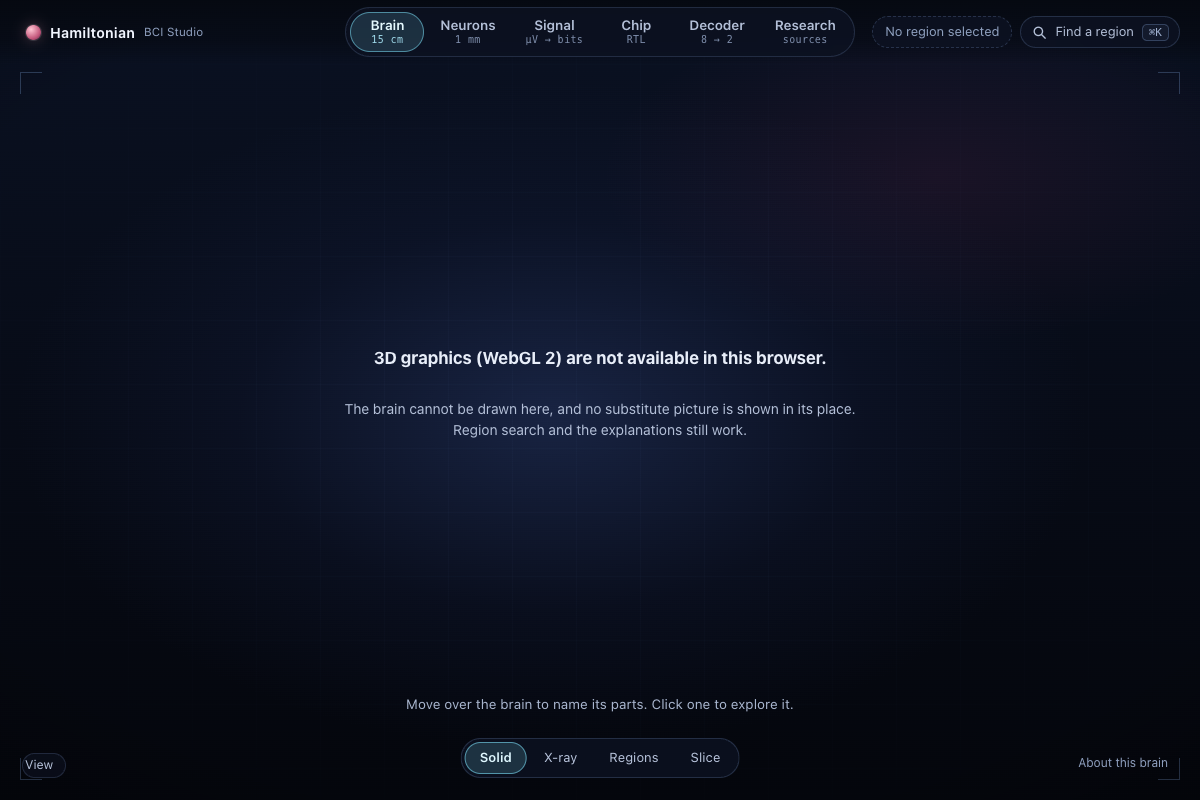 Hamiltonian BCI Studio
Brain
15 cm
Neurons
1 mm
Signal
μV → bits
Chip
RTL
Decoder
8 → 2
Research
sources
No region selected
Find a region ⌘K
3D graphics (WebGL 2) are not available in this browser.
The brain cannot be drawn here, and no substitute picture is shown in its place.
Region search and the explanations still work.
Move over the brain to name its parts. Click one to explore it.
View
Solid X-ray Regions Slice
About this brain